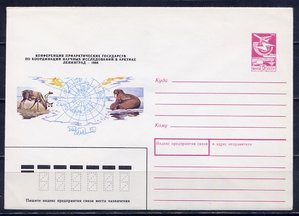 КОНФЕРЕНЦИЯ ПРИАРКТИЧЕСКИХ ГОСУДАРСТВ
ПО КООРДИНАЦИИ НАУЧНЫХ ИССЛЕДОВАНИЙ В АРКТИКЕ
ЛЕНИНГРАД · 1988
Куда
Кому
Индекс предприятия связи и адрес отправителя
Пишите индекс предприятия связи места назначения